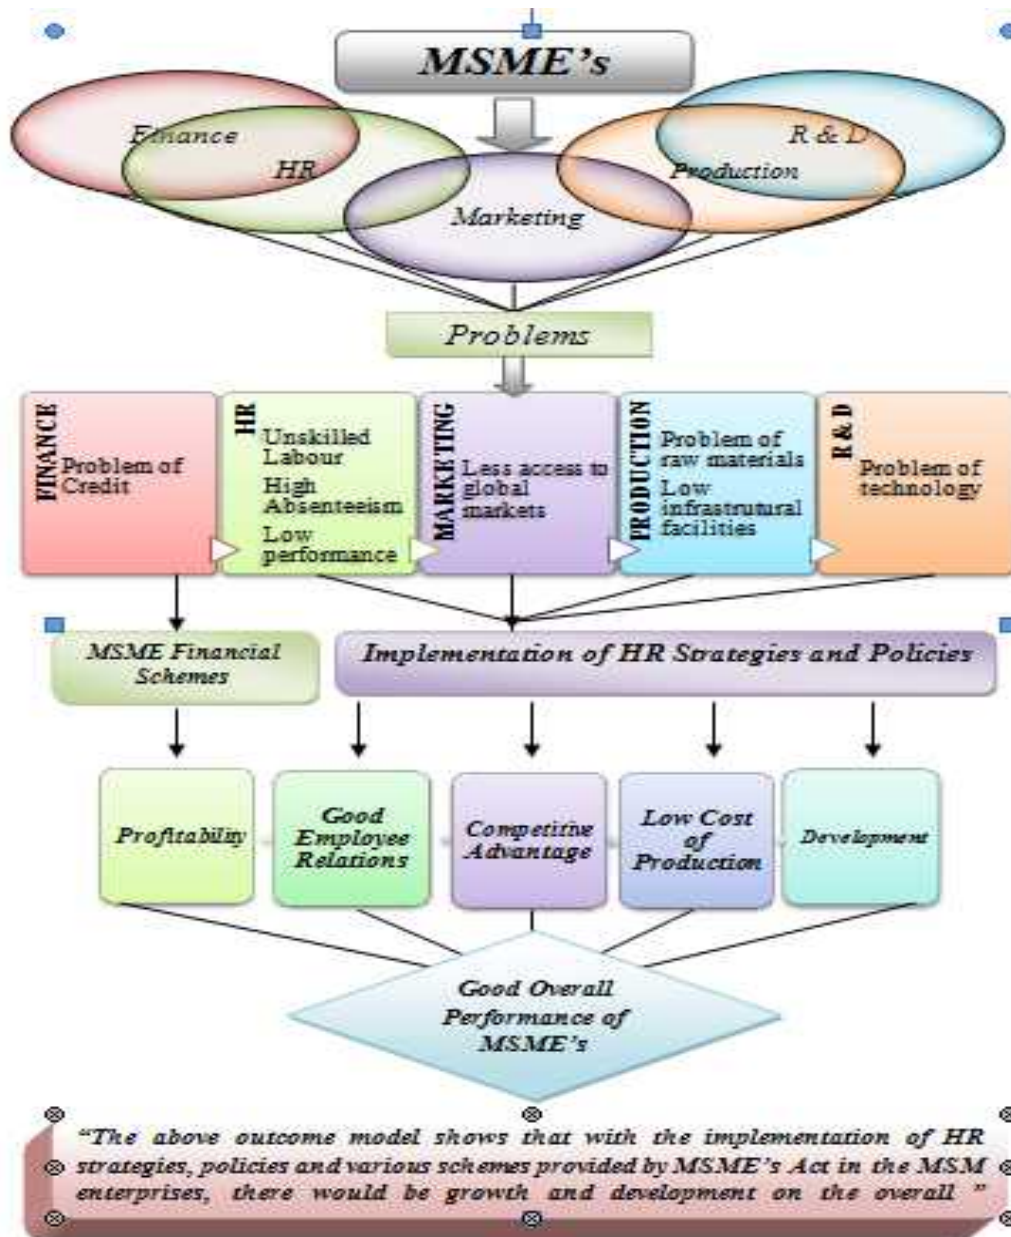 MSME's
Finance
HR
Marketing
Production
R & D
Problems
FINANCE
Problem of
Credit
HR
Unskilled
Labour
High
Absenteeism
Low
performance
MARKETING
Less access to
global
markets
PRODUCTION
Problem of
raw materials
Low
infrastrutural
facilities
R & D
Problem of
technology
MSME Financial
Schemes
Implementation of HR Strategies and Policies
Profitability
Good
Employee
Relations
Competitive
Advantage
Low Cost
of
Production
Development
Good Overall
Performance of
MSME's
“The above outcome model shows that with the implementation of HR
strategies, policies and various schemes provided by MSME's Act in the MSM
enterprises, there would be growth and development on the overall ”